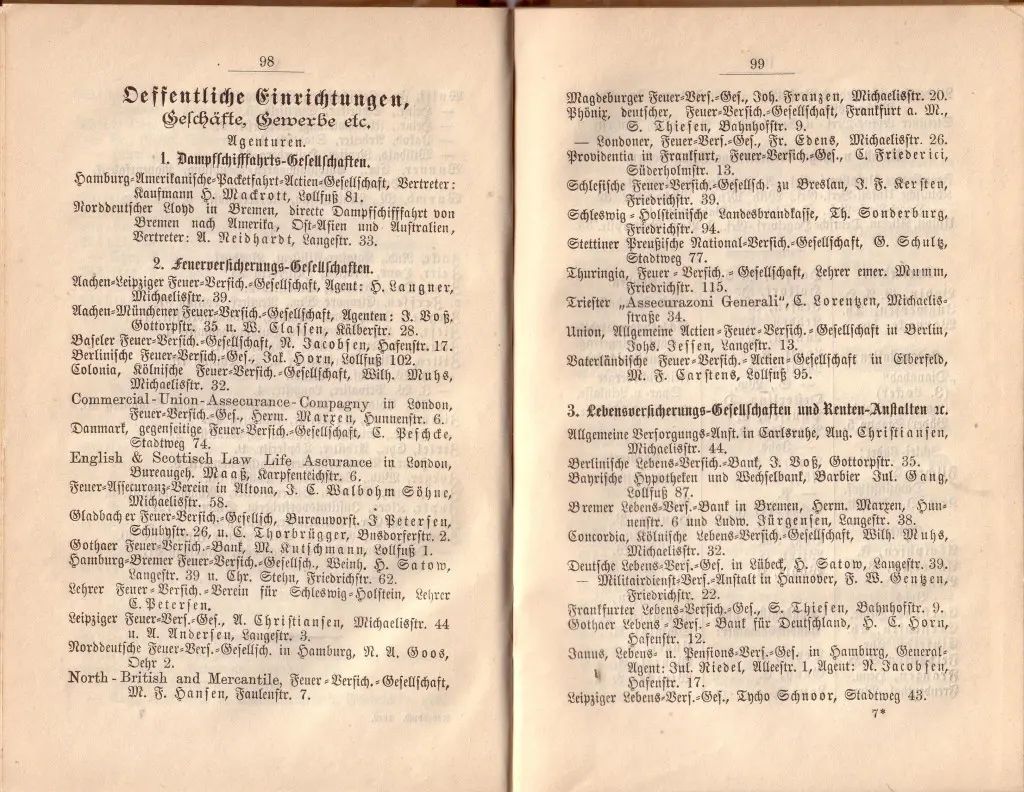 98
Oeffentliche Einrichtungen,
Geschäfte, Gewerbe etc.
Agenturen.
1. Dampfschifffahrts-Gesellschaften.
Hamburg-Amerikanische-Packetfahrt-Actien-Gesellschaft, Vertreter:
Kaufmann H. Mackrott, Lollfuß 81.
Norddeutscher Lloyd in Bremen, directe Dampfschifffahrt von
Bremen nach Amerika, Ost-Asien und Australien,
Vertreter: A. Neidhardt, Langestr. 33.
2. Feuerversicherungs-Gesellschaften.
Aachen-Leipziger Feuer-Versich.-Gesellschaft, Agent: H. Langner,
Michaelisstr. 39.
Aachen-Münchener Feuer-Versich.-Gesellschaft, Agenten: J. Voß,
Gottorpstr. 35 u. W. Classen, Kälberstr. 28.
Baseler Feuer-Versich.-Gesellschaft, N. Jacobsen, Hafenstr. 17.
Berlinische Feuer-Versich.-Ges., Jak. Horn, Lollfuß 102.
Colonia, Kölnische Feuer-Versich.-Gesellschaft, Wilh. Muhs,
Michaelisstr. 32.
Commercial-Union-Assecurance-Compagny in London,
Feuer-Versich.-Ges., Herm. Marxen, Hunnenstr. 6.
Danmark, gegenseitige Feuer-Versich.-Gesellschaft, C. Peschcke,
Stadtweg 74.
English & Scottisch Law Life Ascurance in London,
Bureaugeh. Maaß, Karpfenteichstr. 6.
Feuer-Assecuranz-Verein in Altona, J. C. Walbohm Söhne,
Michaelisstr. 58.
Gladbacher Feuer-Versich.-Gesellsch, Bureauvorst. J Petersen,
Schubystr. 26, u. C. Thorbrügger, Busdorferstr. 2.
Gothaer Feuer-Versich.-Bank, M. Kutschmann, Lollfuß 1.
Hamburg-Bremer Feuer-Versich.-Gesellsch., Weinh. H. Satow,
Langestr. 39 u. Chr. Stehn, Friedrichstr. 62.
Lehrer Feuer-Versich.-Verein für Schleswig-Holstein, Lehrer
C. Petersen.
Leipziger Feuer-Vers.-Ges., A. Christiansen, Michaelisstr. 44
u. A. Andersen, Langestr. 3.
Norddeutsche Feuer-Vers.-Gesellsch. in Hamburg, N. A. Goos,
Oehr 2.
North-British and Mercantile, Feuer-Versich.-Gesellschaft,
M. F. Hansen, Faulenstr. 7.
99
Magdeburger Feuer-Vers.-Ges., Joh. Franzen, Michaelisstr. 20.
Phönix, deutscher, Feuer-Versich.-Gesellschaft, Frankfurt a. M.,
S. Thiesen, Bahnhofstr. 9.
— Londoner, Feuer-Vers.-Ges., Fr. Edens, Michaelisstr. 26.
Providentia in Frankfurt, Feuer-Versich.-Ges., C. Friederici,
Süderholmstr. 13.
Schlesische Feuer-Versich.-Gesellsch. zu Breslau, J. F. Kersten,
Friedrichstr. 39.
Schleswig-Holsteinische Landesbrandkasse, Th. Sonderburg,
Friedrichstr. 94.
Stettiner Preußische National-Versich.-Gesellschaft, G. Schultz,
Stadtweg 77.
Thuringia, Feuer-Versich.-Gesellschaft, Lehrer emer. Mumm,
Friedrichstr. 115.
Triester „Assecurazoni Generali", C. Lorentzen, Michaelis-
straße 34.
Union, Allgemeine Actien-Feuer-Versich.-Gesellschaft in Berlin,
Johs. Jessen, Langestr. 13.
Vaterländische Feuer-Versich.-Actien-Gesellschaft in Elberfeld,
M. F. Carstens, Lollfuß 95.
3. Lebensversicherungs-Gesellschaften und Renten-Anstalten ꝛc.
Allgemeine Versorgungs-Anst. in Carlsruhe, Aug. Christiansen,
Michaelisstr. 44.
Berlinische Lebens-Versich.-Bank, J. Voß, Gottorpstr. 35.
Bayrische Hypotheken und Wechselbank, Barbier Jul. Gang,
Lollfuß 87.
Bremer Lebens-Vers.-Bank in Bremen, Herm. Marxen, Hun-
nenstr. 6 und Ludw. Jürgensen, Langestr. 38.
Concordia, Kölnische Lebens-Versich.-Gesellschaft, Wilh. Muhs,
Michaelisstr. 32.
Deutsche Lebens-Vers.-Ges. in Lübeck, H. Satow, Langestr. 39.
— Militairdienst-Vers.-Anstalt in Hannover, F. W. Gentzen,
Friedrichstr. 22.
Frankfurter Lebens-Versich.-Ges., S. Thiesen, Bahnhofstr. 9.
Gothaer Lebens-Vers.-Bank für Deutschland, H. C. Horn,
Hafenstr. 12.
Janus, Lebens- u. Pensions-Vers.-Ges. in Hamburg, General-
Agent: Jul. Riedel, Alleestr. 1, Agent: N. Jacobsen,
Hafenstr. 17.
Leipziger Lebens-Vers.-Ges., Tycho Schnoor, Stadtweg 43.
7*